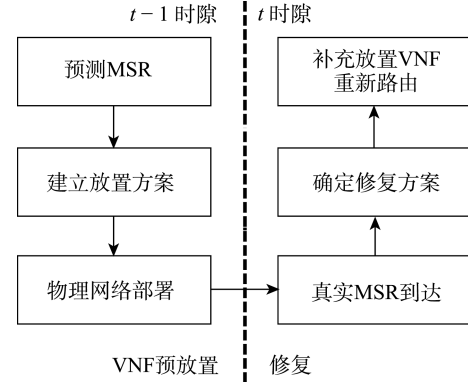 t－1 时隙
t 时隙
预测MSR
建立放置方案
物理网络部署
补充放置VNF
重新路由
确定修复方案
真实MSR到达
VNF预放置
修复